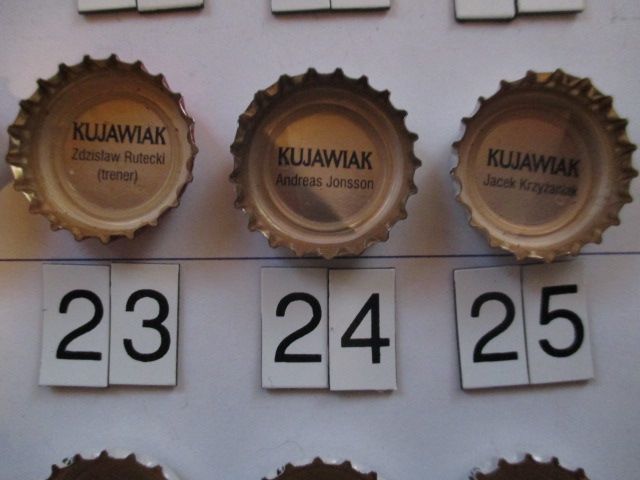 KUJAWIAK
Zdzisław Rutecki
(trener)
KUJAWIAK
Andreas Jonsson
KUJAWIAK
Jacek Krzyżaniak
23
24
25